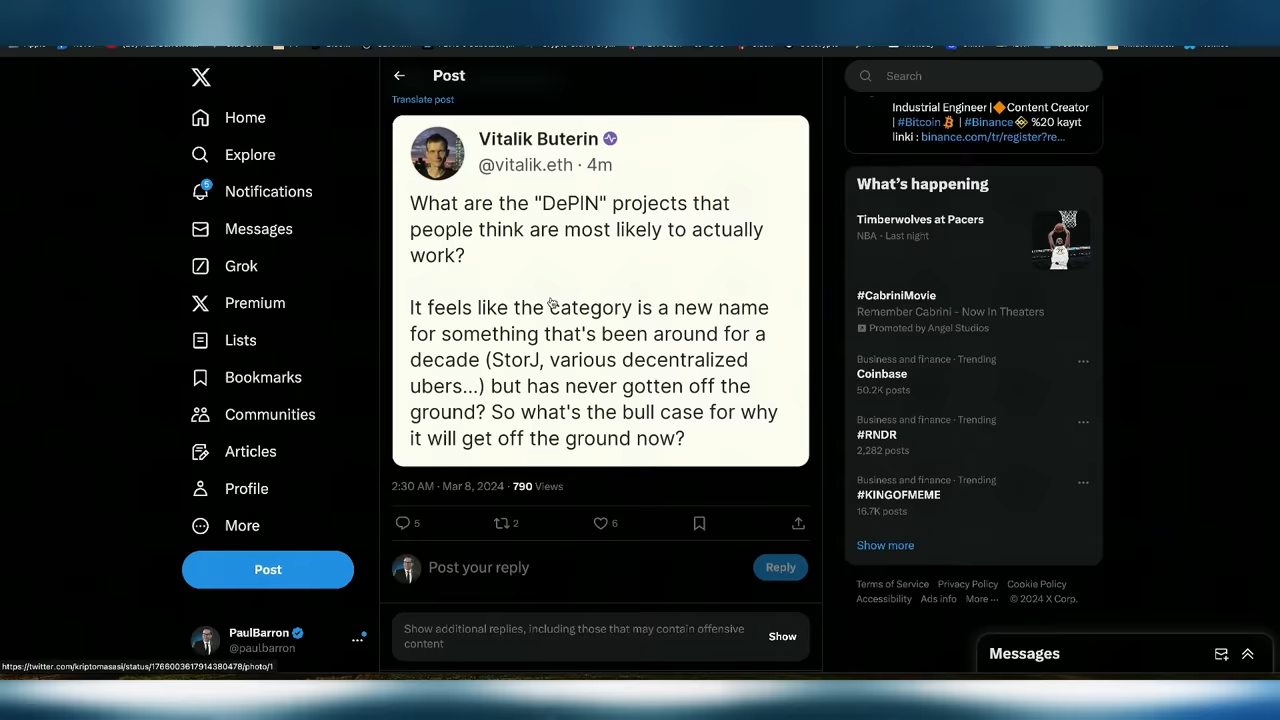 Post
Translate post
Home
Explore
5
Notifications
Messages
Grok
Premium
Lists
Bookmarks
Communities
Articles
Profile
More
Post
PaulBarron
@paulbarron
https://twitter.com/kriptomasasi/status/1766003617914380478/photo/1
Vitalik Buterin
@vitalik.eth · 4m
What are the "DePIN" projects that
people think are most likely to actually
work?
It feels like the category is a new name
for something that's been around for a
decade (StorJ, various decentralized
ubers...) but has never gotten off the
ground? So what's the bull case for why
it will get off the ground now?
2:30 AM · Mar 8, 2024 · 790 Views
5 2 6
Post your reply
Reply
Show additional replies, including those that may contain offensive
content
Show
Search
Industrial Engineer |🔶Content Creator
| #Bitcoin | #Binance %20 kayıt
linki : binance.com/tr/register?re...
What's happening
Timberwolves at Pacers
NBA · Last night
#CabriniMovie
Remember Cabrini - Now In Theaters
Promoted by Angel Studios
Business and finance · Trending
Coinbase
50.2K posts
Business and finance · Trending
#RNDR
2,282 posts
Business and finance · Trending
#KINGOFMEME
16.7K posts
Show more
Terms of Service Privacy Policy Cookie Policy
Accessibility Ads info More ··· © 2024 X Corp.
Messages